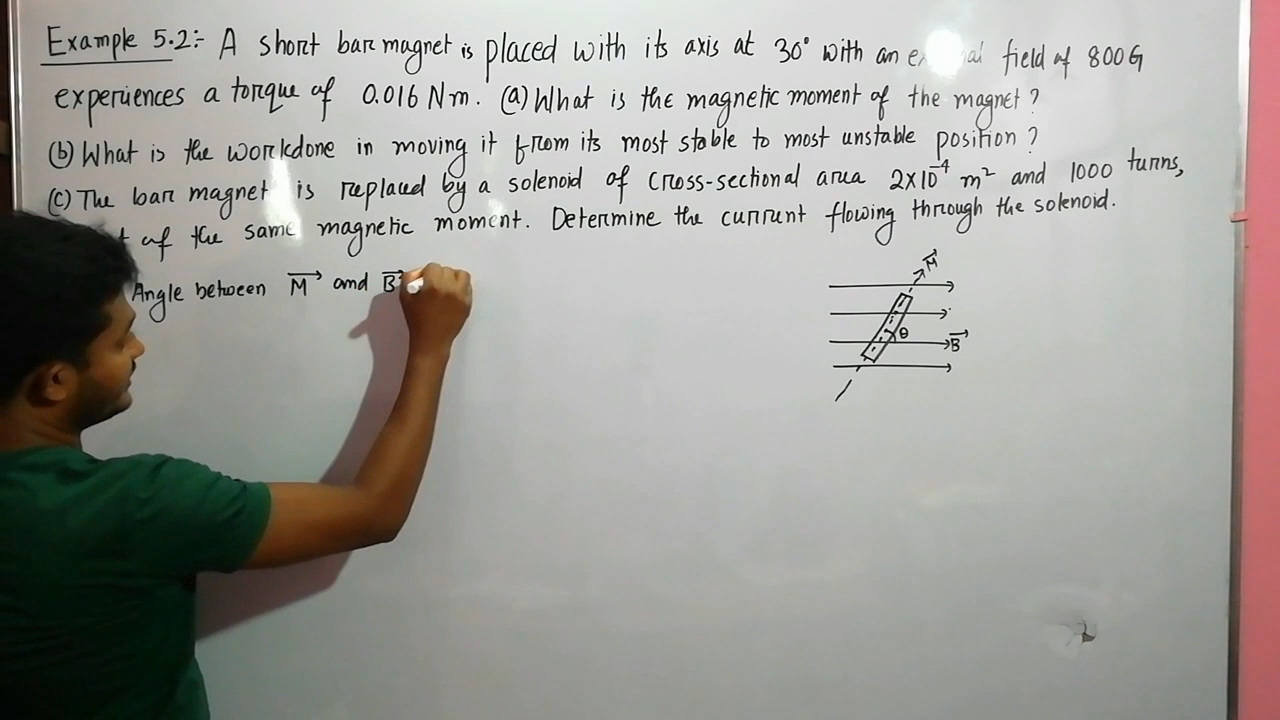 Example 5.2:- A short bar magnet is placed with its axis at 30° with an field of 800G
experiences a torque of 0.016 Nm. (a) What is the magnetic moment of the magnet?
(b) What is the workdone in moving it from its most stable to most unstable position?
(c) The bar magnet is replaced by a solenoid of cross-sectional area 2×10⁻⁴ m² and 1000 turns,
of the same magnetic moment. Determine the current flowing through the solenoid.
Angle between M⃗ and B⃗
M⃗
θ
B⃗